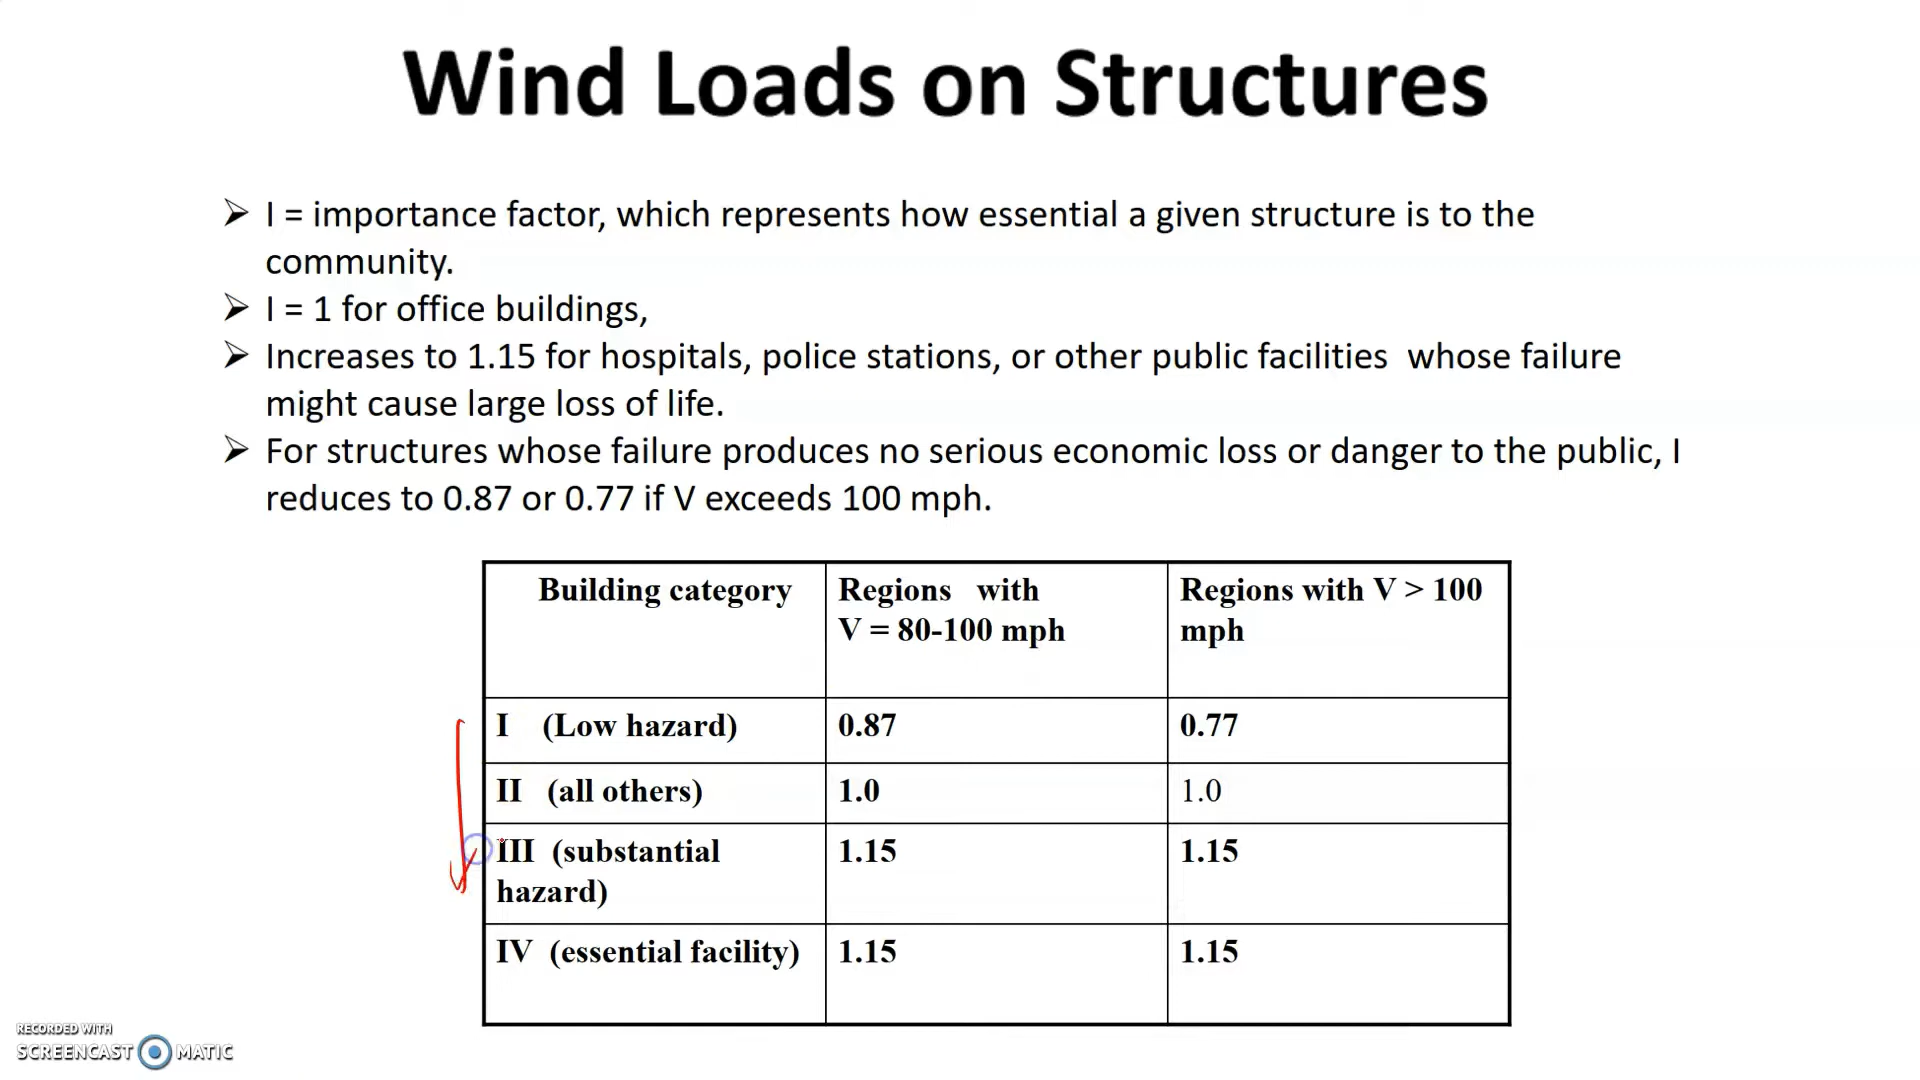 Wind Loads on Structures
➢ I = importance factor, which represents how essential a given structure is to the
community.
➢ I = 1 for office buildings,
➢ Increases to 1.15 for hospitals, police stations, or other public facilities  whose failure
might cause large loss of life.
➢ For structures whose failure produces no serious economic loss or danger to the public, I
reduces to 0.87 or 0.77 if V exceeds 100 mph.
Building category
Regions with
V = 80-100 mph
Regions with V > 100
mph
I (Low hazard)
0.87
0.77
II (all others)
1.0
1.0
III (substantial
hazard)
1.15
1.15
IV (essential facility)
1.15
1.15
RECORDED WITH
SCREENCAST MATIC